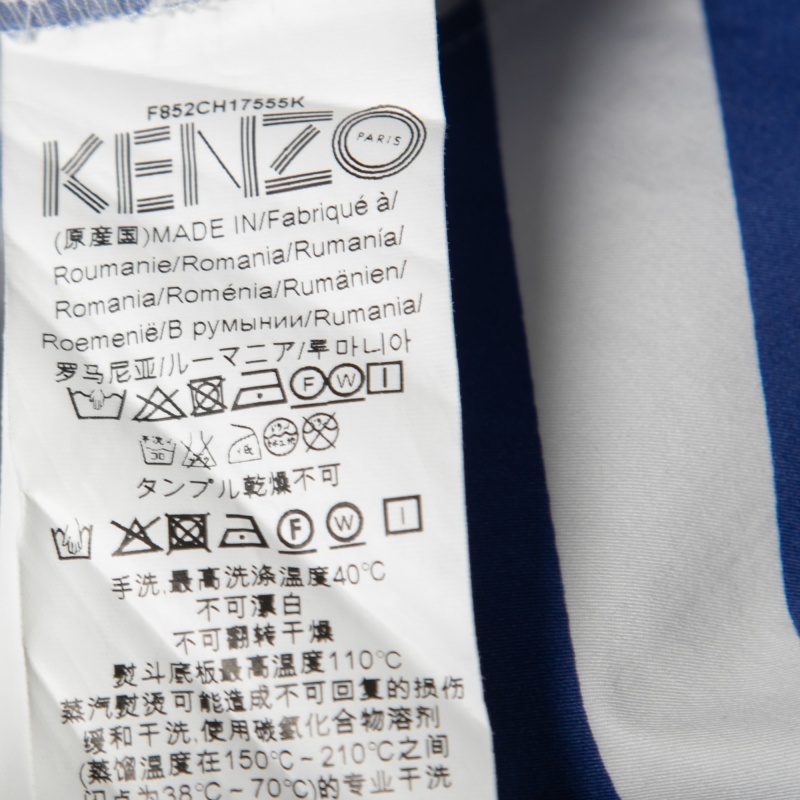 F852CH17555K
KENZO PARIS
(原産国)MADE IN/Fabriqué à/
Roumanie/Romania/Rumanía/
Romania/Roménia/Rumänien/
Roemenië/В румынии/Rumania/
罗马尼亚/ルーマニア/루마니아
F W
タンブル乾燥不可
F W
手洗,最高洗涤温度40°C
不可漂白
不可翻转干燥
熨斗底板最高温度110°C
蒸汽熨烫可能造成不可回复的损伤
缓和干洗,使用碳氢化合物溶剂
(蒸馏温度在150°C~210°C之间
闪点为38°C~70°C)的专业干洗